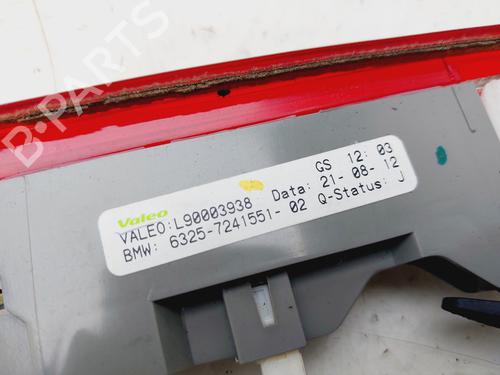 B-PARTS
Valeo
GS 12:03
VALEO:L90003938 Data: 21-08-12
BMW: 6325-7241551-02 Q-Status: J